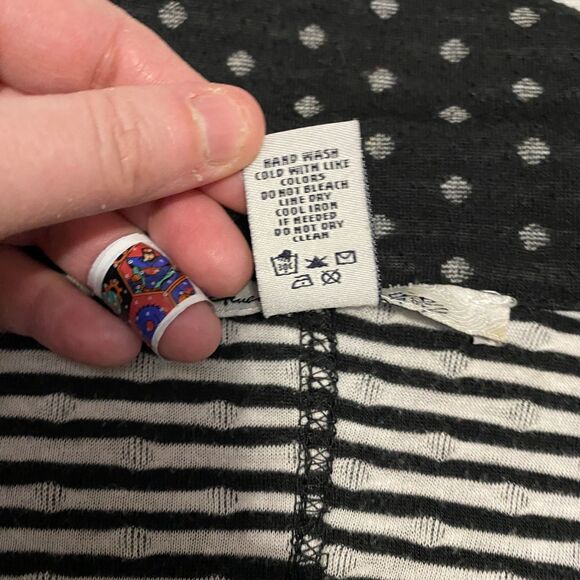 HAND WASH
COLD WITH LIKE
COLORS
DO NOT BLEACH
LINE DRY
COOL IRON
IF NEEDED
DO NOT DRY
CLEAN
30C